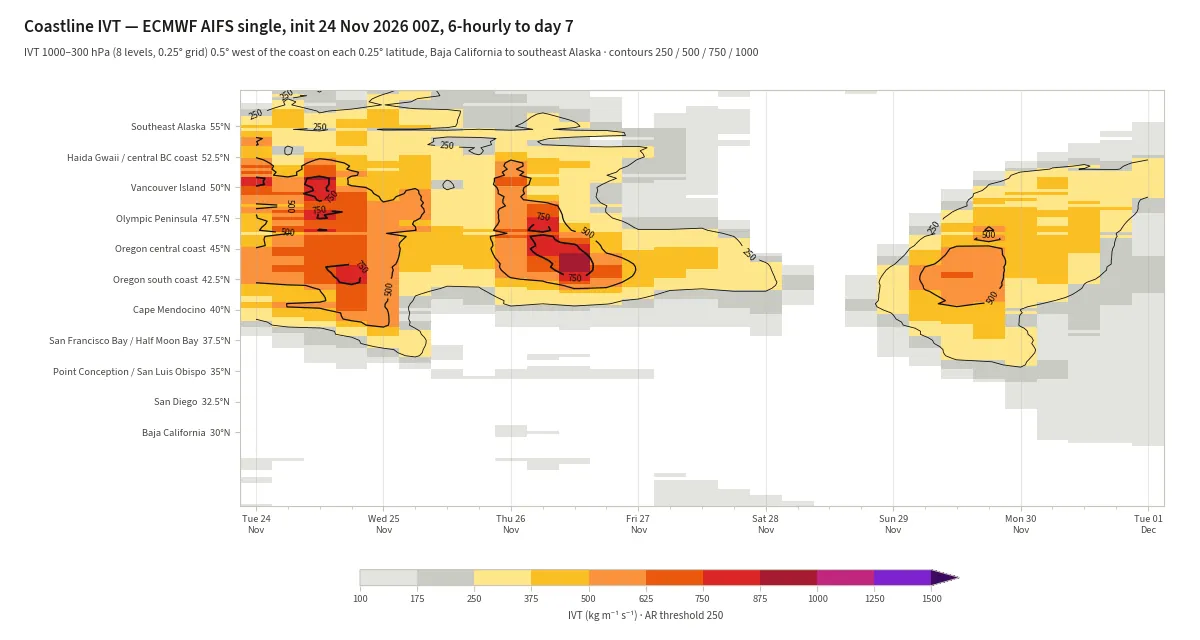 Coastline IVT — ECMWF AIFS single, init 24 Nov 2026 00Z, 6-hourly to day 7
IVT 1000–300 hPa (8 levels, 0.25° grid) 0.5° west of the coast on each 0.25° latitude, Baja California to southeast Alaska · contours 250 / 500 / 750 / 1000
Southeast Alaska 55°N
Haida Gwaii / central BC coast 52.5°N
Vancouver Island 50°N
Olympic Peninsula 47.5°N
Oregon central coast 45°N
Oregon south coast 42.5°N
Cape Mendocino 40°N
San Francisco Bay / Half Moon Bay 37.5°N
Point Conception / San Luis Obispo 35°N
San Diego 32.5°N
Baja California 30°N
250
250
250
250
250
250
500
500
500
500
500
500
750
750
750
750
750
Tue 24 Nov
Wed 25 Nov
Thu 26 Nov
Fri 27 Nov
Sat 28 Nov
Sun 29 Nov
Mon 30 Nov
Tue 01 Dec
100 175 250 375 500 625 750 875 1000 1250 1500
IVT (kg m⁻¹ s⁻¹) · AR threshold 250